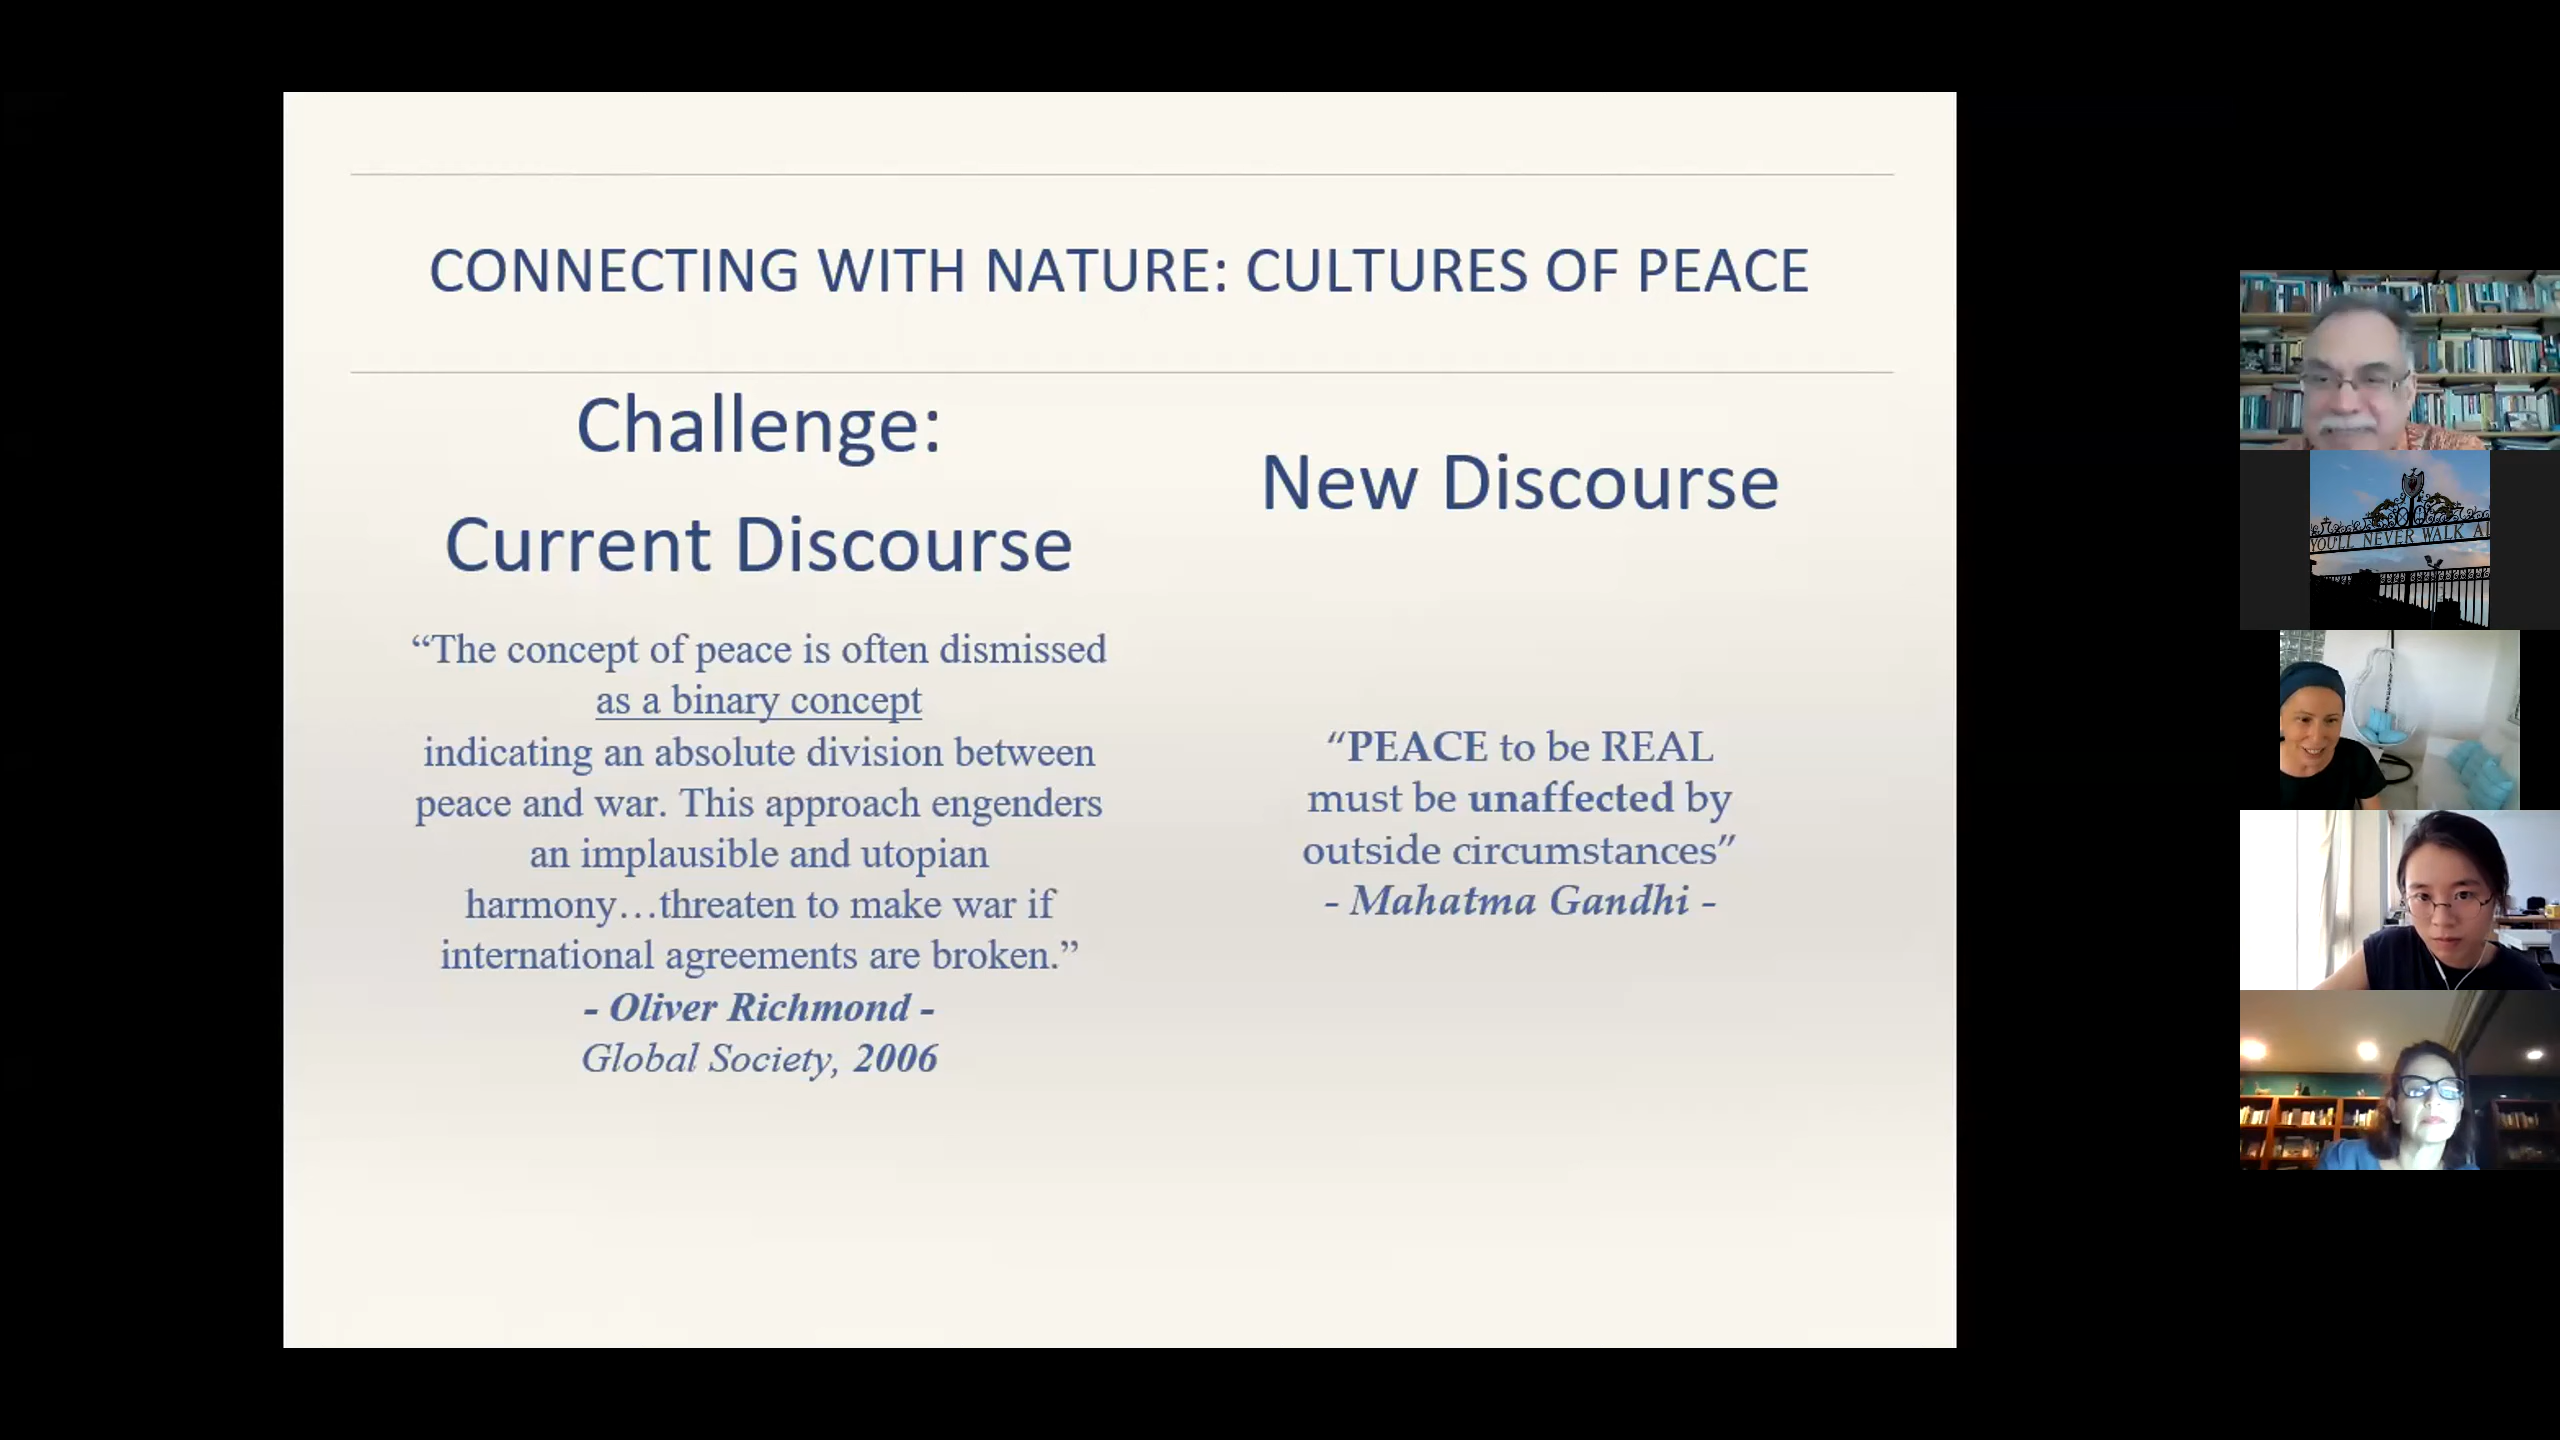 CONNECTING WITH NATURE: CULTURES OF PEACE
Challenge:
Current Discourse
“The concept of peace is often dismissed
as a binary concept
indicating an absolute division between
peace and war. This approach engenders
an implausible and utopian
harmony…threaten to make war if
international agreements are broken.”
- Oliver Richmond -
Global Society, 2006
New Discourse
“PEACE to be REAL
must be unaffected by
outside circumstances”
- Mahatma Gandhi -
YOU'LL NEVER WALK A